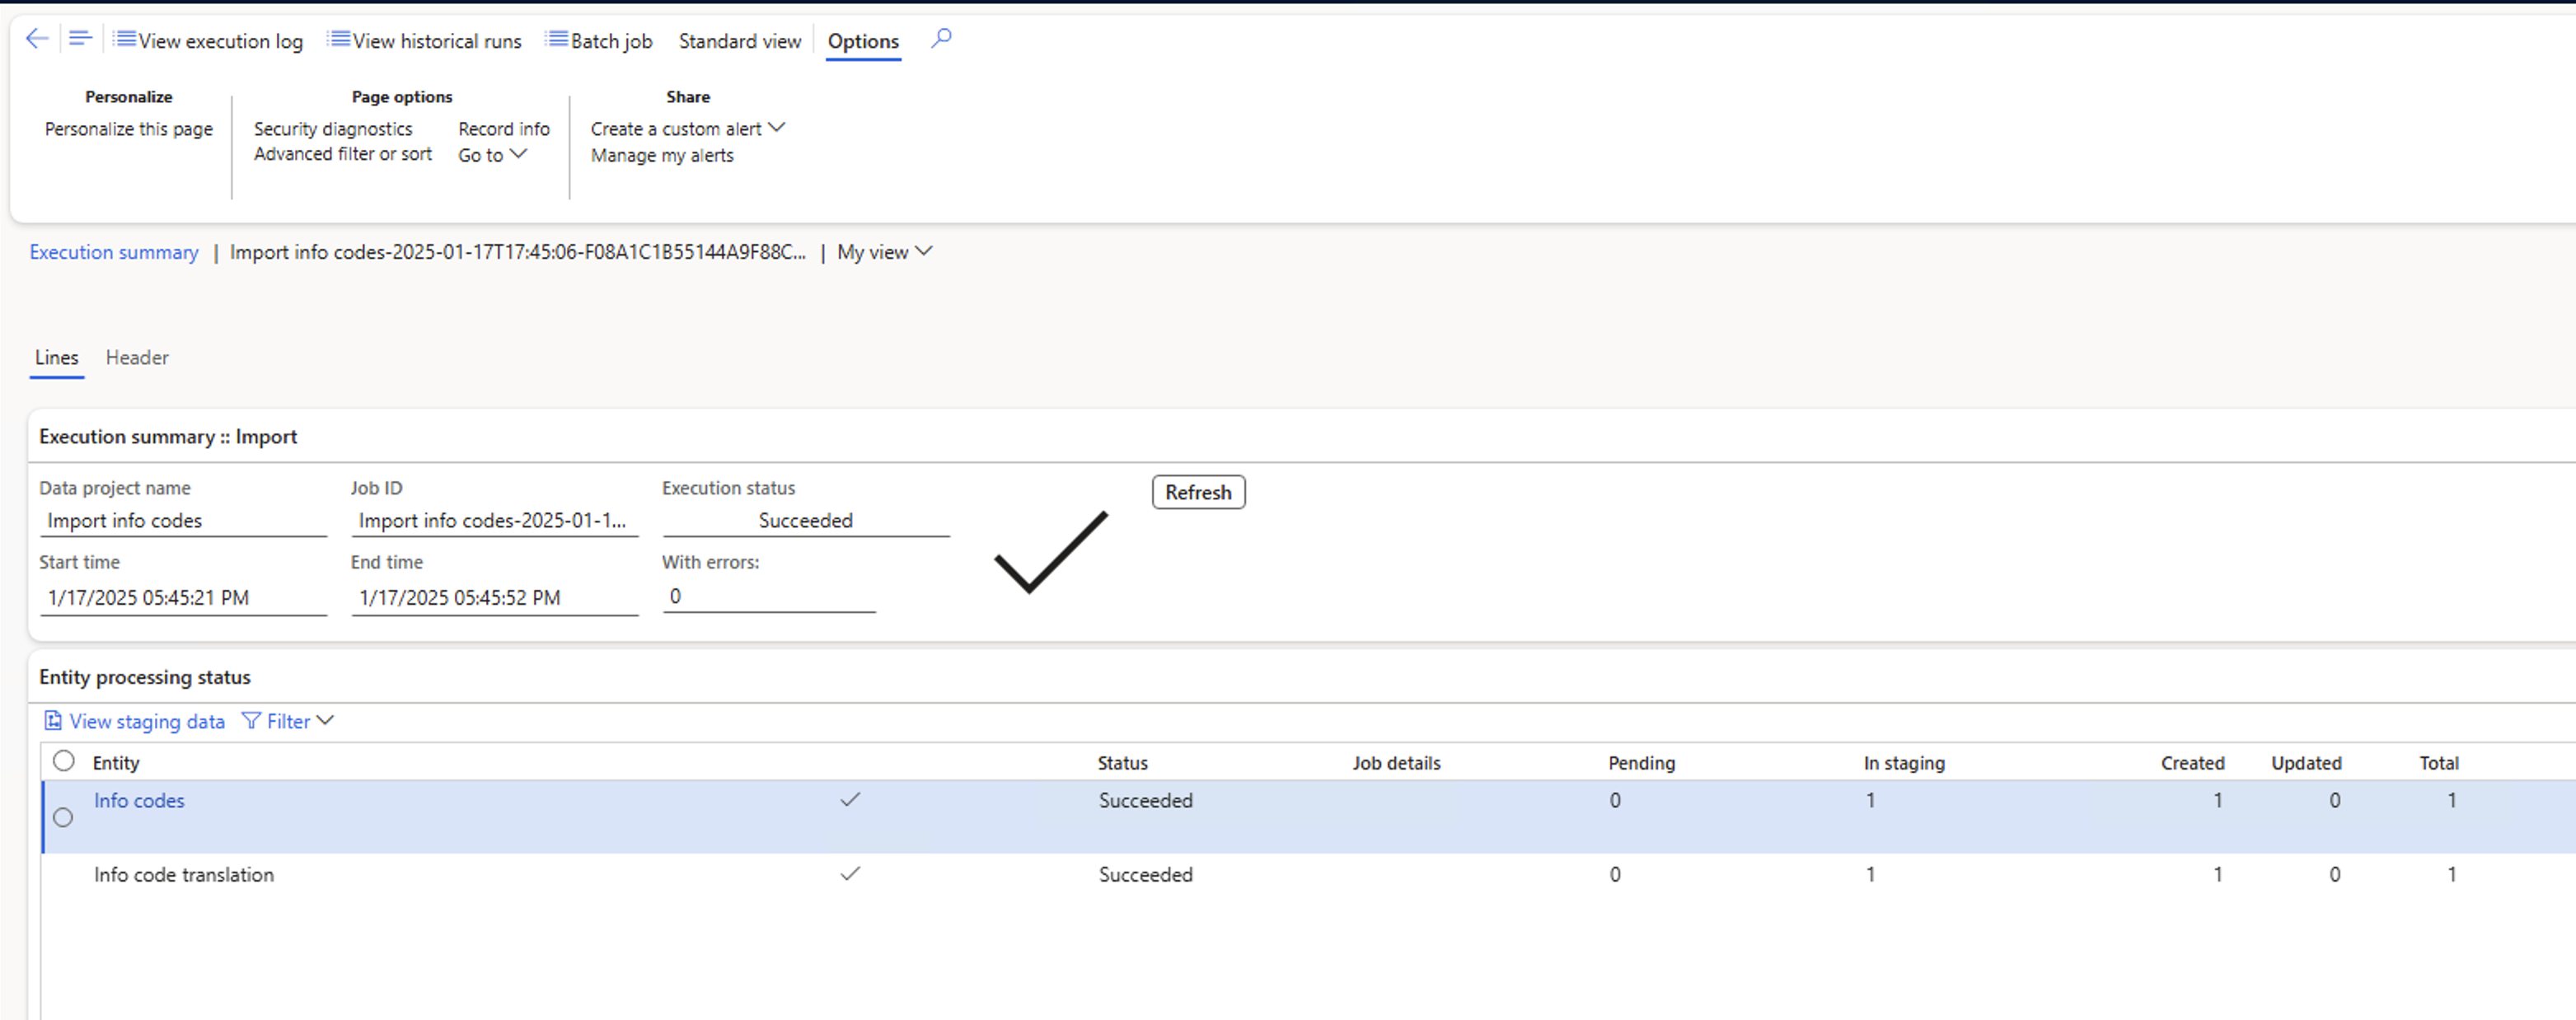 View execution log View historical runs Batch job Standard view Options
Personalize Page options Share
Personalize this page Security diagnostics Record info Create a custom alert
Advanced filter or sort Go to Manage my alerts
Execution summary | Import info codes-2025-01-17T17:45:06-F08A1C1B55144A9F88C... | My view
Lines Header
Execution summary :: Import
Data project name Job ID Execution status Refresh
Import info codes Import info codes-2025-01-1... Succeeded
Start time End time With errors:
1/17/2025 05:45:21 PM 1/17/2025 05:45:52 PM 0
Entity processing status
View staging data Filter
Entity Status Job details Pending In staging Created Updated Total
Info codes Succeeded 0 1 1 0 1
Info code translation Succeeded 0 1 1 0 1